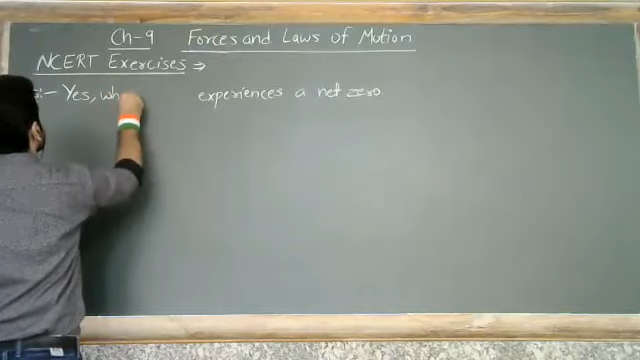 Ch-9 Forces and Laws of Motion
NCERT Exercises ⇒
:- Yes, wh experiences a net zero